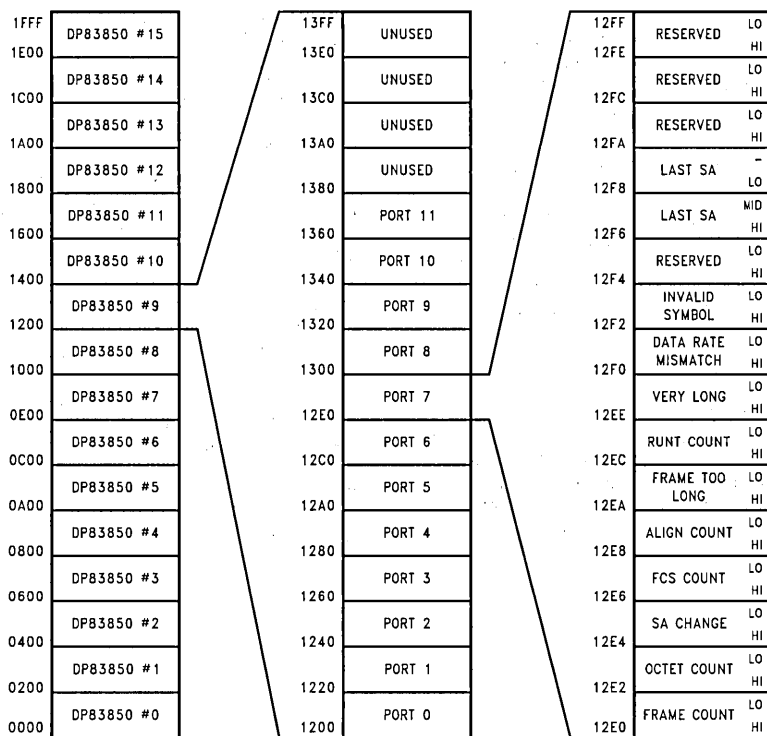 1FFF
DP83850 #15
1E00
DP83850 #14
1C00
DP83850 #13
1A00
DP83850 #12
1800
DP83850 #11
1600
DP83850 #10
1400
DP83850 #9
1200
DP83850 #8
1000
DP83850 #7
0E00
DP83850 #6
0C00
DP83850 #5
0A00
DP83850 #4
0800
DP83850 #3
0600
DP83850 #2
0400
DP83850 #1
0200
DP83850 #0
0000
13FF
UNUSED
13E0
UNUSED
13C0
UNUSED
13A0
UNUSED
1380
PORT 11
1360
PORT 10
1340
PORT 9
1320
PORT 8
1300
PORT 7
12E0
PORT 6
12C0
PORT 5
12A0
PORT 4
1280
PORT 3
1260
PORT 2
1240
PORT 1
1220
PORT 0
1200
12FF
RESERVED LO
HI
12FE
RESERVED LO
HI
12FC
RESERVED LO
HI
12FA
LAST SA -
LO
12F8
LAST SA MID
HI
12F6
RESERVED LO
HI
12F4
INVALID LO
SYMBOL HI
12F2
DATA RATE LO
MISMATCH HI
12F0
VERY LONG LO
HI
12EE
RUNT COUNT LO
HI
12EC
FRAME TOO LO
LONG HI
12EA
ALIGN COUNT LO
HI
12E8
FCS COUNT LO
HI
12E6
SA CHANGE LO
HI
12E4
OCTET COUNT LO
HI
12E2
FRAME COUNT LO
HI
12E0